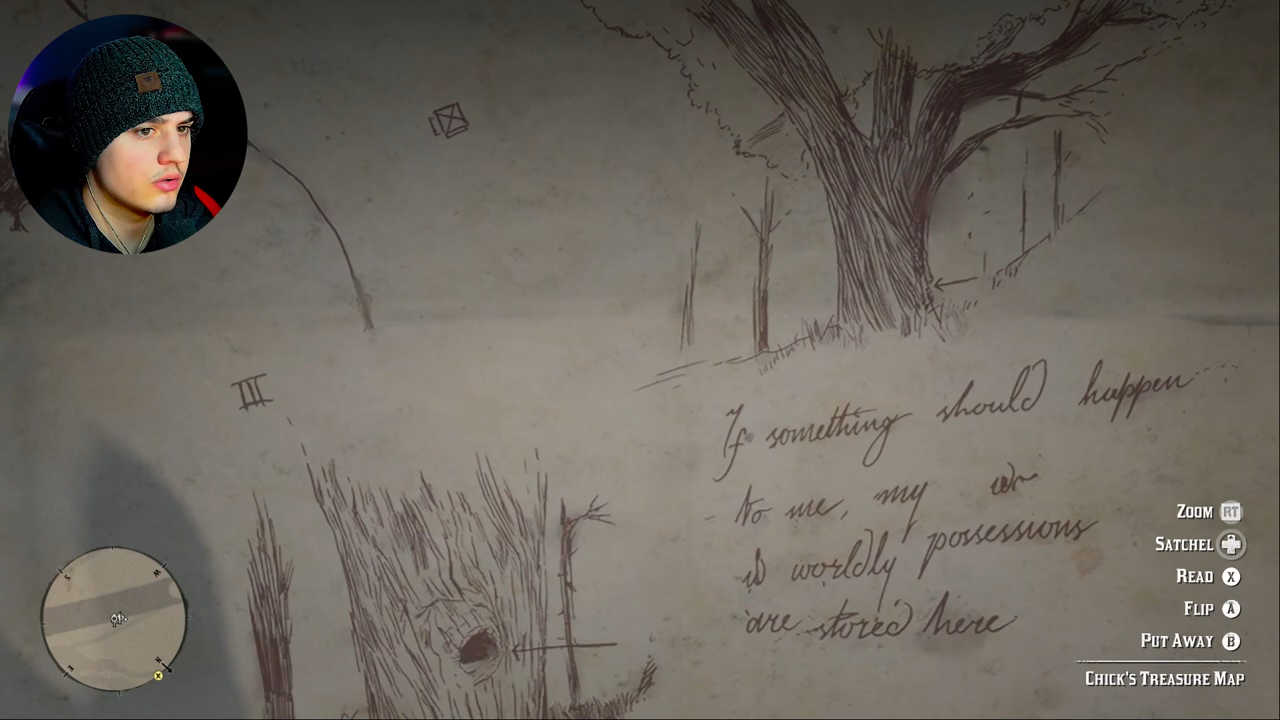 III
If something should happen
to me, my wr
worldly possessions
are stored here
ZOOM RT
SATCHEL
READ X
FLIP A
PUT AWAY B
CHICK'S TREASURE MAP